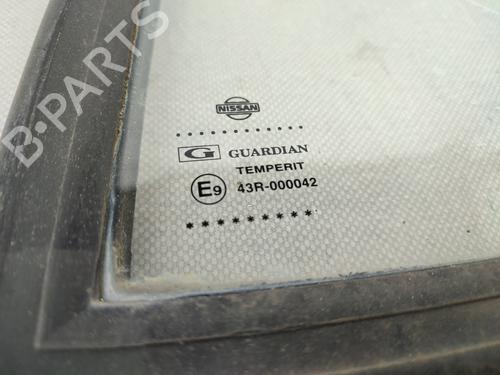 B-PARTS
NISSAN
G GUARDIAN
TEMPERIT
E9 43R-000042